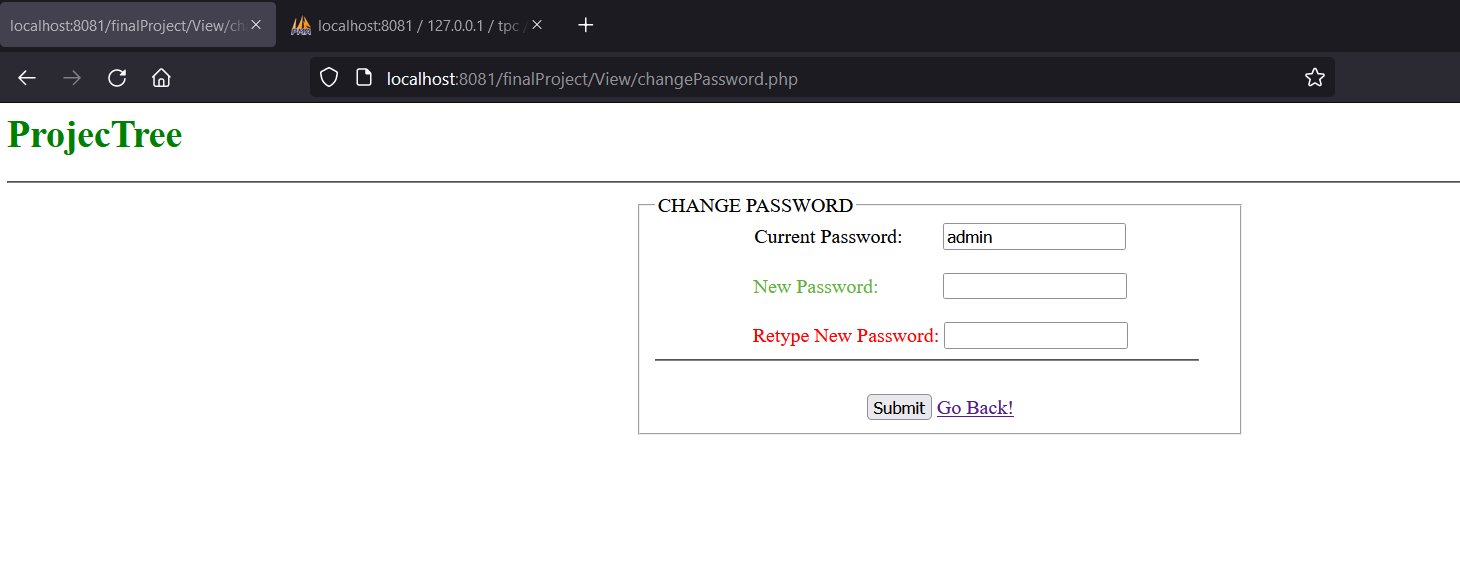 localhost:8081/finalProject/View/ch
localhost:8081 / 127.0.0.1 / tpc /
localhost:8081/finalProject/View/changePassword.php
ProjecTree
CHANGE PASSWORD
Current Password: admin
New Password:
Retype New Password:
Submit Go Back!